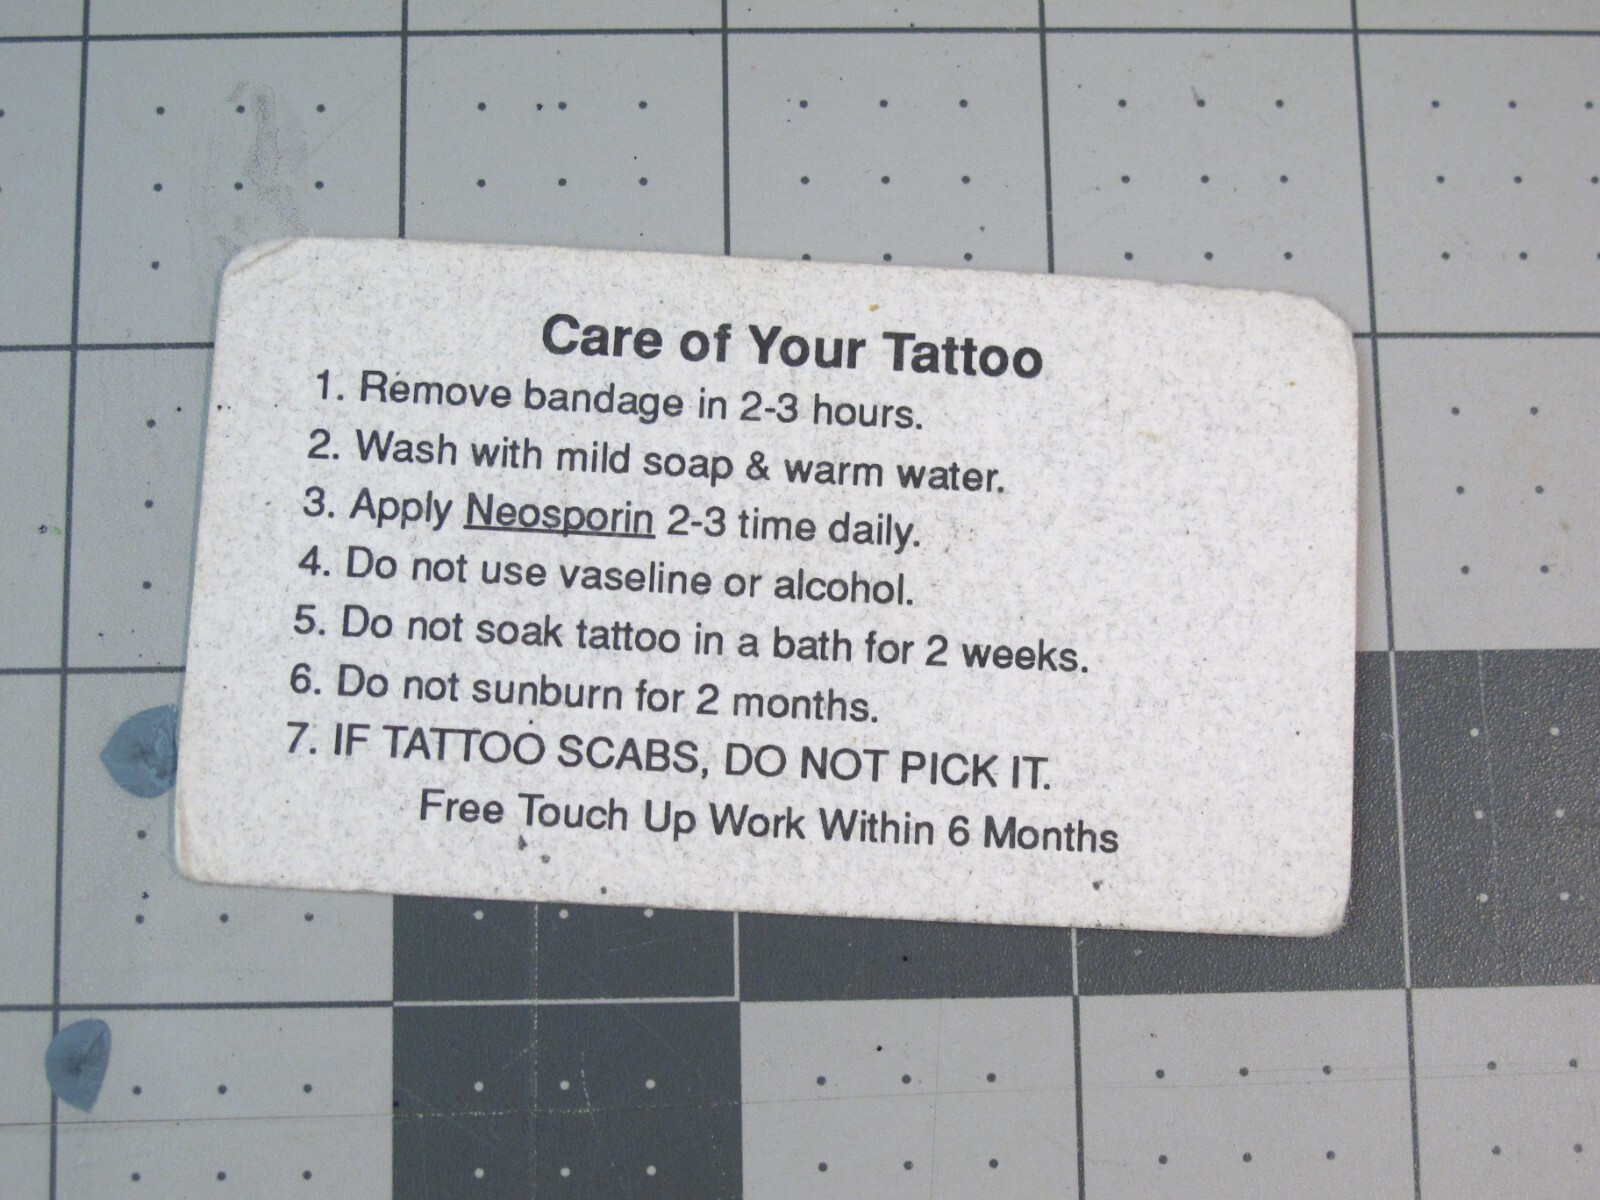 Care of Your Tattoo
1. Remove bandage in 2-3 hours.
2. Wash with mild soap & warm water.
3. Apply Neosporin 2-3 time daily.
4. Do not use vaseline or alcohol.
5. Do not soak tattoo in a bath for 2 weeks.
6. Do not sunburn for 2 months.
7. IF TATTOO SCABS, DO NOT PICK IT.
Free Touch Up Work Within 6 Months